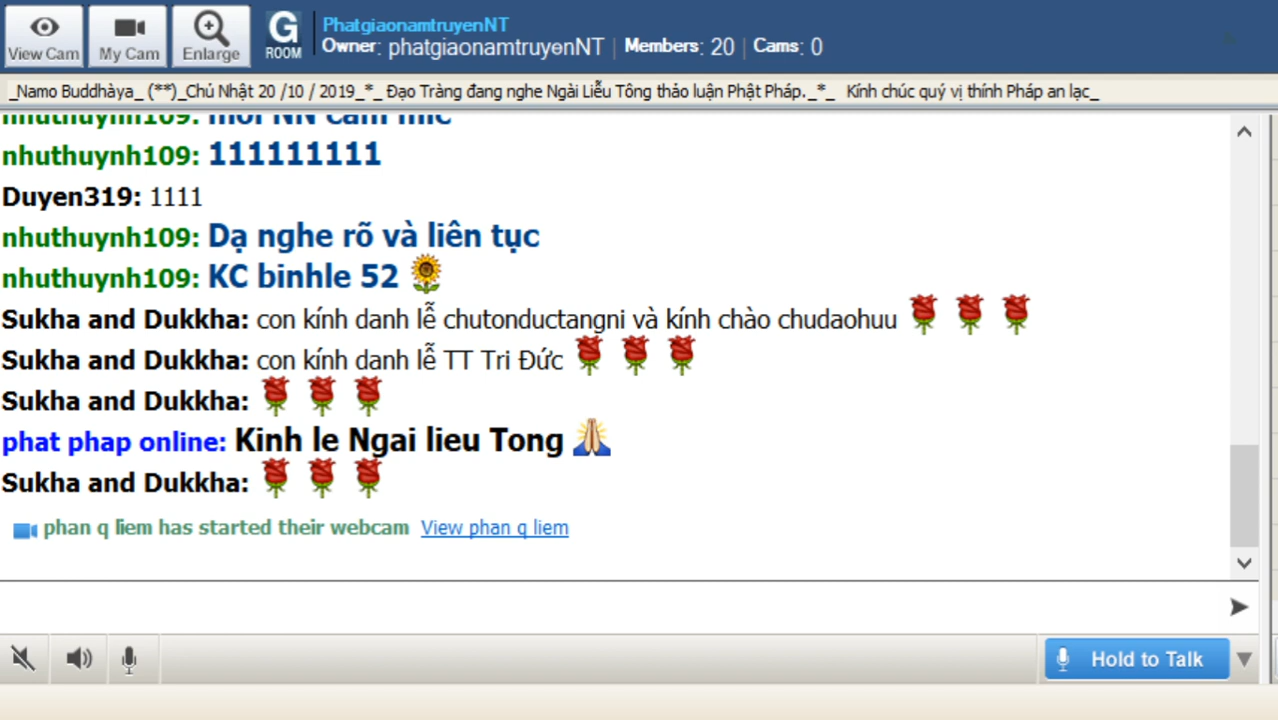 View Cam
My Cam
Enlarge
G
ROOM
PhatgiaonamtruyenNT
Owner: phatgiaonamtruyenNT | Members: 20 | Cams: 0
_Namo Buddhàya_ (**)_Chủ Nhật 20 /10 / 2019_*_ Đạo Tràng đang nghe Ngài Liễu Tông thảo luận Phật Pháp._*_ Kính chúc quý vị thính Pháp an lạc_
nhuthuynh109: mời NN cầm mic
nhuthuynh109: 111111111
Duyen319: 1111
nhuthuynh109: Dạ nghe rõ và liên tục
nhuthuynh109: KC binhle 52 🌻
Sukha and Dukkha: con kính danh lễ chutonductangni và kính chào chudaohuu 🌹 🌹 🌹
Sukha and Dukkha: con kính danh lễ TT Tri Đức 🌹 🌹 🌹
Sukha and Dukkha: 🌹 🌹 🌹
phat phap online: Kinh le Ngai lieu Tong 🙏
Sukha and Dukkha: 🌹 🌹 🌹
phan q liem has started their webcam View phan q liem
Hold to Talk